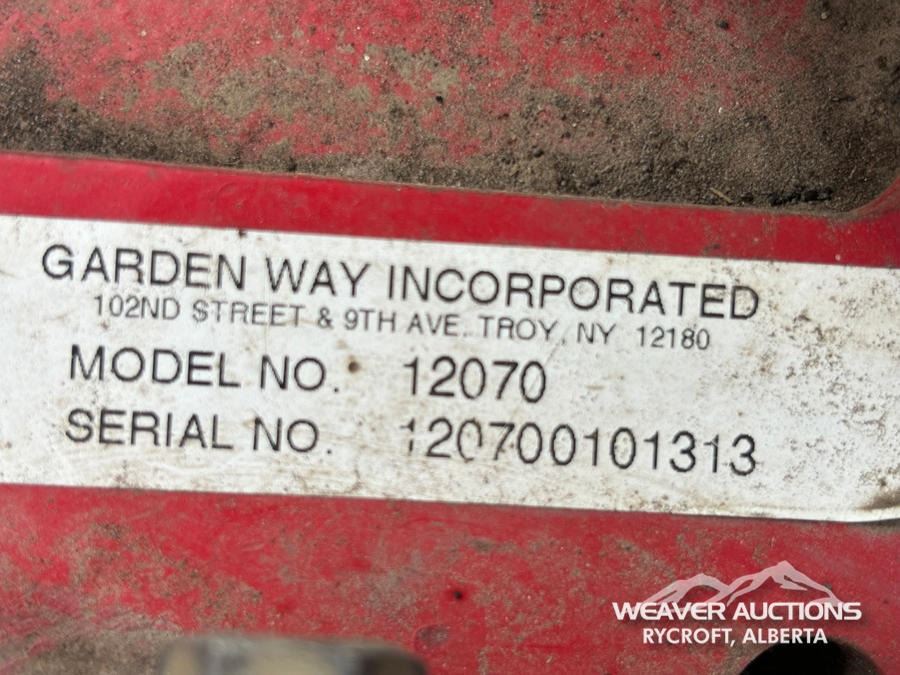 GARDEN WAY INCORPORATED
102ND STREET & 9TH AVE. TROY, NY 12180
MODEL NO. 12070
SERIAL NO. 120700101313
WEAVER AUCTIONS
RYCROFT, ALBERTA